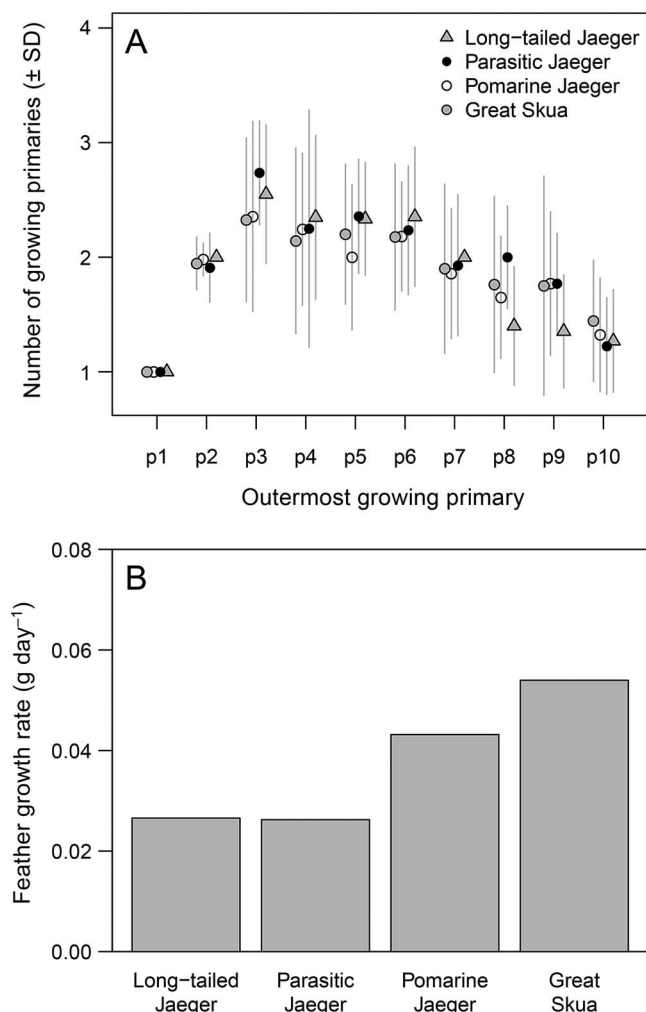 A
Long−tailed Jaeger
Parasitic Jaeger
Pomarine Jaeger
Great Skua
Number of growing primaries (± SD)
4
3
2
1
p1 p2 p3 p4 p5 p6 p7 p8 p9 p10
Outermost growing primary
B
Feather growth rate (g day−1)
0.08
0.06
0.04
0.02
0.00
Long−tailed Jaeger
Parasitic Jaeger
Pomarine Jaeger
Great Skua